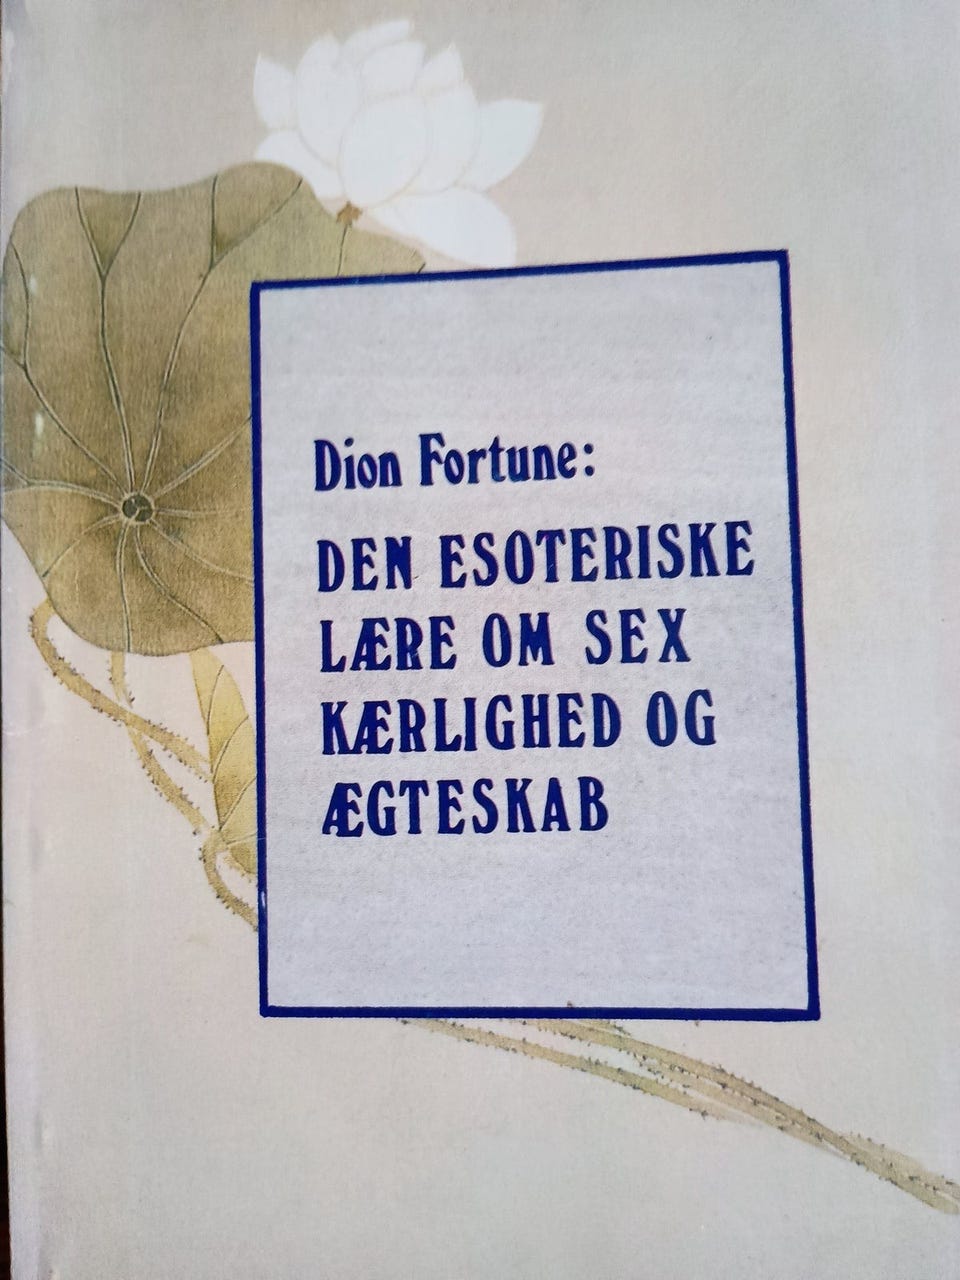 Dion Fortune:
DEN ESOTERISKE
LÆRE OM SEX
KÆRLIGHED OG
ÆGTESKAB